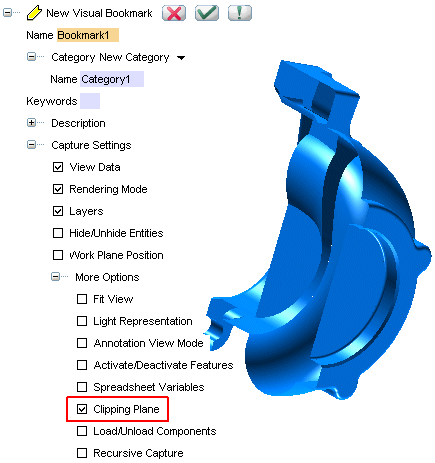 New Visual Bookmark
Name Bookmark1
Category New Category
Name Category1
Keywords
Description
Capture Settings
View Data
Rendering Mode
Layers
Hide/Unhide Entities
Work Plane Position
More Options
Fit View
Light Representation
Annotation View Mode
Activate/Deactivate Features
Spreadsheet Variables
Clipping Plane
Load/Unload Components
Recursive Capture